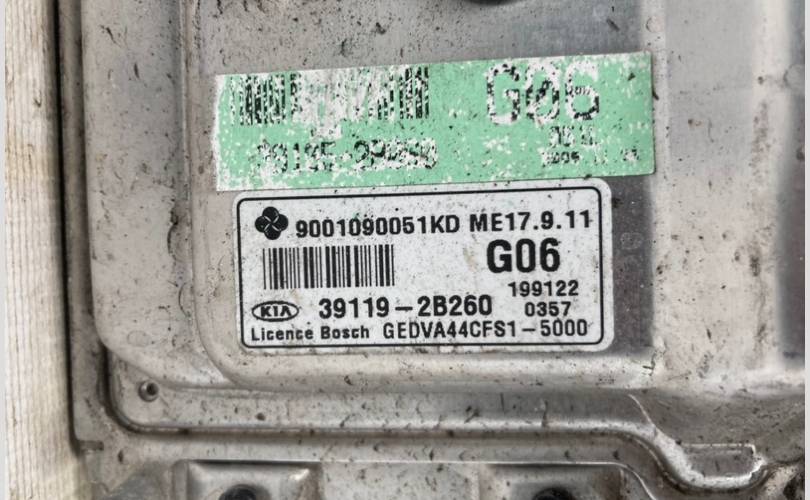 G06
9001090051KD ME17.9.11
G06
199122
KIA 39119-2B260 0357
Licence Bosch GEDVA44CFS1-5000